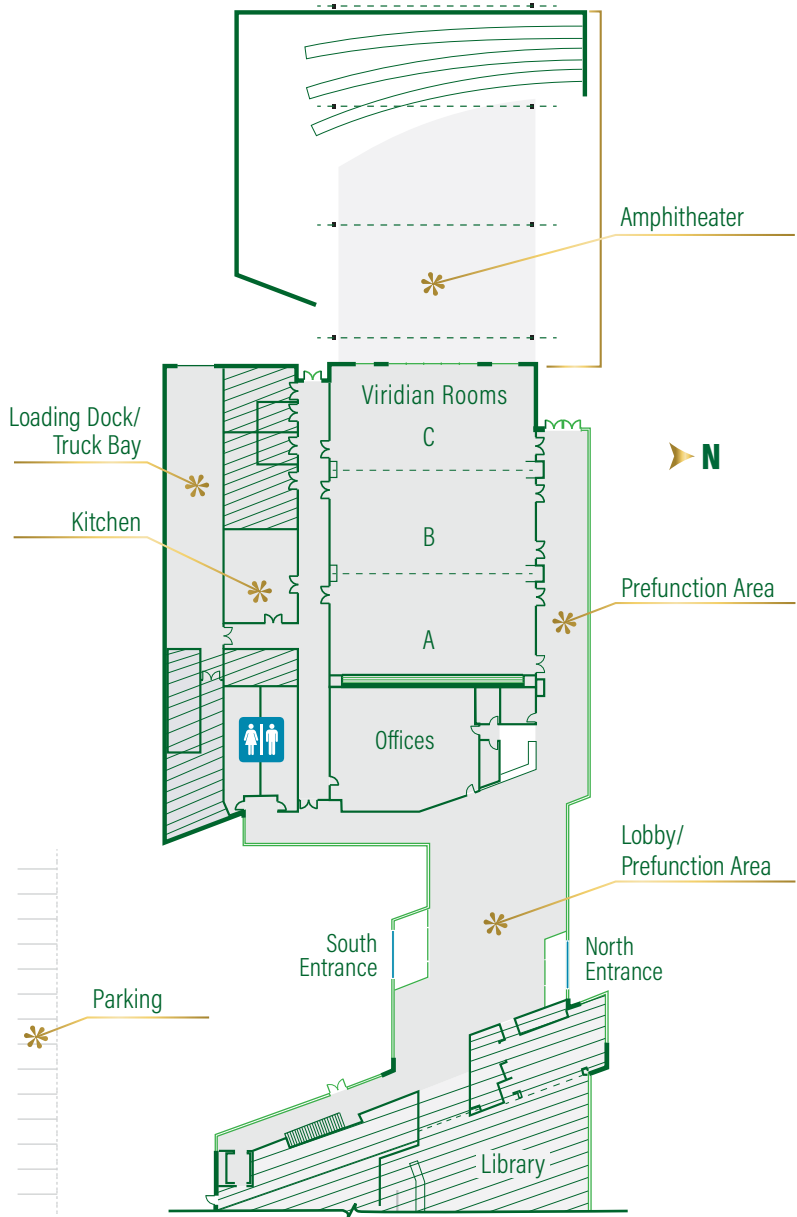 Amphitheater
Viridian Rooms
C
Loading Dock/
Truck Bay
N
Kitchen
B
Prefunction Area
A
Offices
Lobby/
Prefunction Area
South
Entrance
North
Entrance
Parking
Library